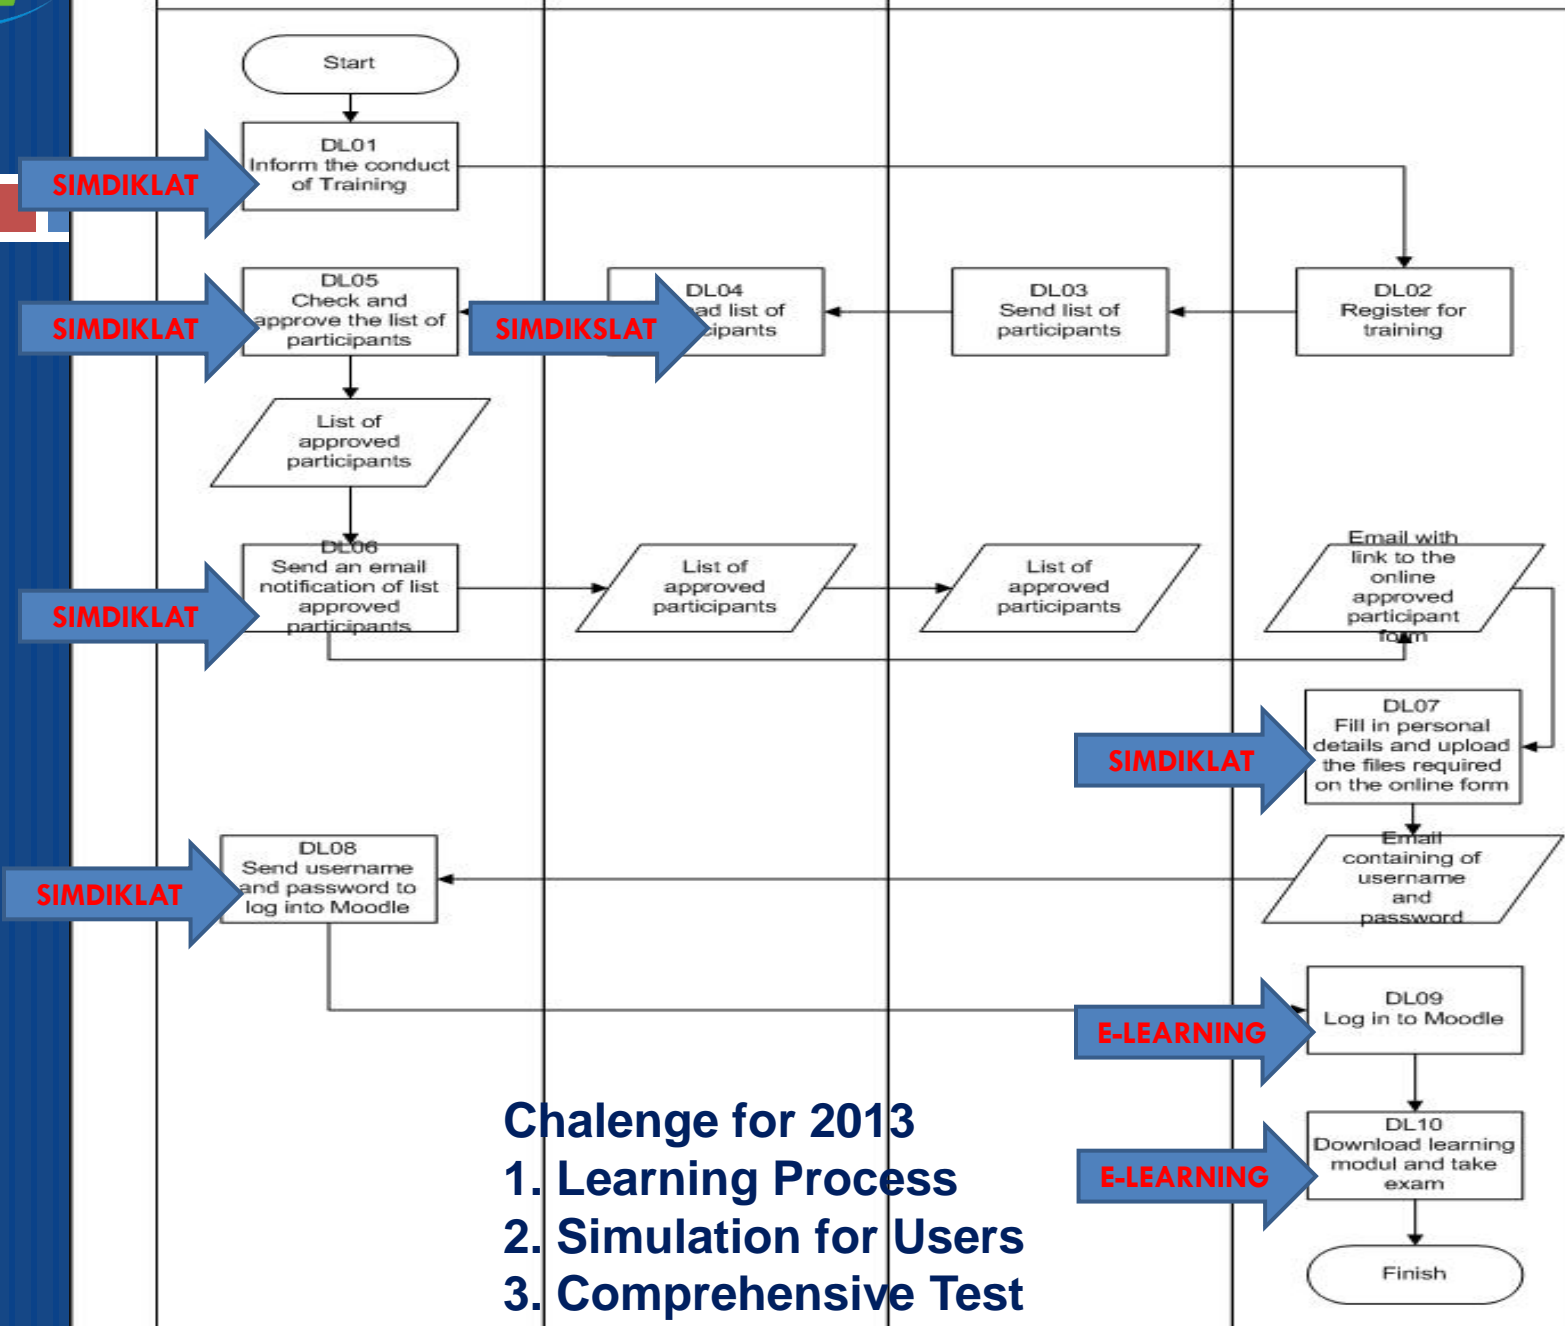 Start
DL01
Inform the conduct
of Training
SIMDIKLAT
DL05
Check and
approve the list of
participants
SIMDIKLAT
DL04
list of
SIMDIKSLAT
DL03
Send list of
participants
DL02
Register for
training
List of
approved
participants
DL06
Send an email
notification of list
approved
participants
SIMDIKLAT
List of
approved
participants
List of
approved
participants
Email with
link to the
online
approved
participant
form
DL07
Fill in personal
details and upload
the files required
on the online form
SIMDIKLAT
DL08
Send username
and password to
log into Moodle
SIMDIKLAT
Email
containing of
username
and
password
DL09
Log in to Moodle
E-LEARNING
DL10
Download learning
modul and take
exam
E-LEARNING
Finish
Chalenge for 2013
1. Learning Process
2. Simulation for Users
3. Comprehensive Test